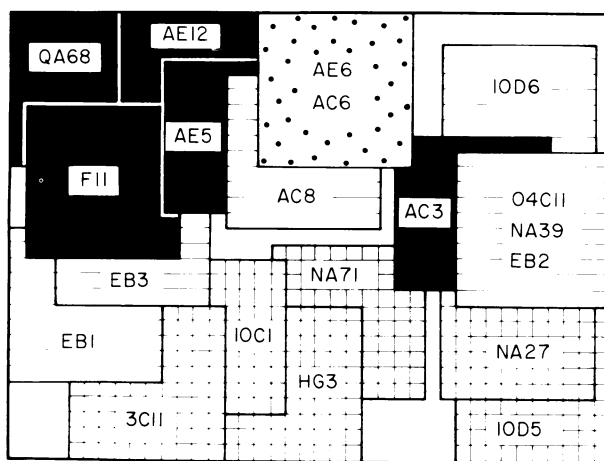 QA68
AE12
AE6
AC6
IOD6
AE5
F11
AC8
AC3
O4C11
NA39
EB2
EB3
NA71
EB1
IOC1
NA27
HG3
3C11
IOD5